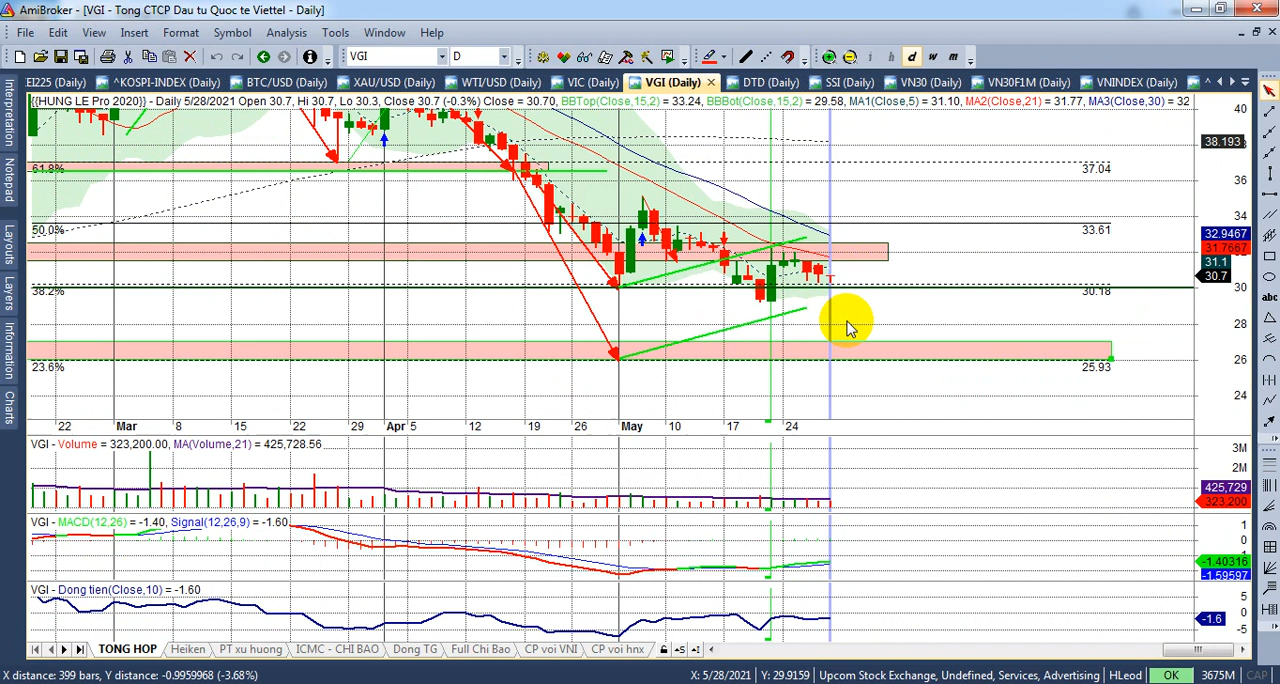 AmiBroker - [VGI - Tong CTCP Dau tu Quoc te Viettel - Daily]
File Edit View Insert Format Symbol Analysis Tools Window Help
VGI D i h d w m
EI225 (Daily) ^KOSPI-INDEX (Daily) BTC/USD (Daily) XAU/USD (Daily) WTI/USD (Daily) VIC (Daily) VGI (Daily) DTD (Daily) SSI (Daily) VN30 (Daily) VN30F1M (Daily) VNINDEX (Daily)
{{HUNG LE Pro 2020}} - Daily 5/28/2021 Open 30.7, Hi 30.7, Lo 30.3, Close 30.7 (-0.3%) Close = 30.70, BBTop(Close,15,2) = 33.24, BBBot(Close,15,2) = 29.58, MA1(Close,5) = 31.10, MA2(Close,21) = 31.77, MA3(Close,30) = 32
Interpretation
Notepad
Layouts
Layers
Information
Charts
abc
40
38.193
61.8% 37.04
36
34
50.0% 33.61
32.9467
31.7667
31.1
30.7
30
38.2% 30.18
28
26
23.6% 25.93
24
22 Mar 8 15 22 29 Apr 5 12 19 26 May 10 17 24
VGI - Volume = 323,200.00, MA(Volume,21) = 425,728.56
3M
2M
425,729
323,200
VGI - MACD(12,26) = -1.40, Signal(12,26,9) = -1.60
1
0
-1.40316
-1.59597
VGI - Dong tien(Close,10) = -1.60
5
0
-1.6
-5
TONG HOP Heiken PT xu huong ICMC - CHI BAO Dong TG Full Chi Bao CP voi VNI CP voi hnx
X distance: 399 bars, Y distance: -0.9959968 (-3.68%) X: 5/28/2021 Y: 29.9159 Upcom Stock Exchange, Undefined, Services, Advertising HLeod OK 3675M CAP